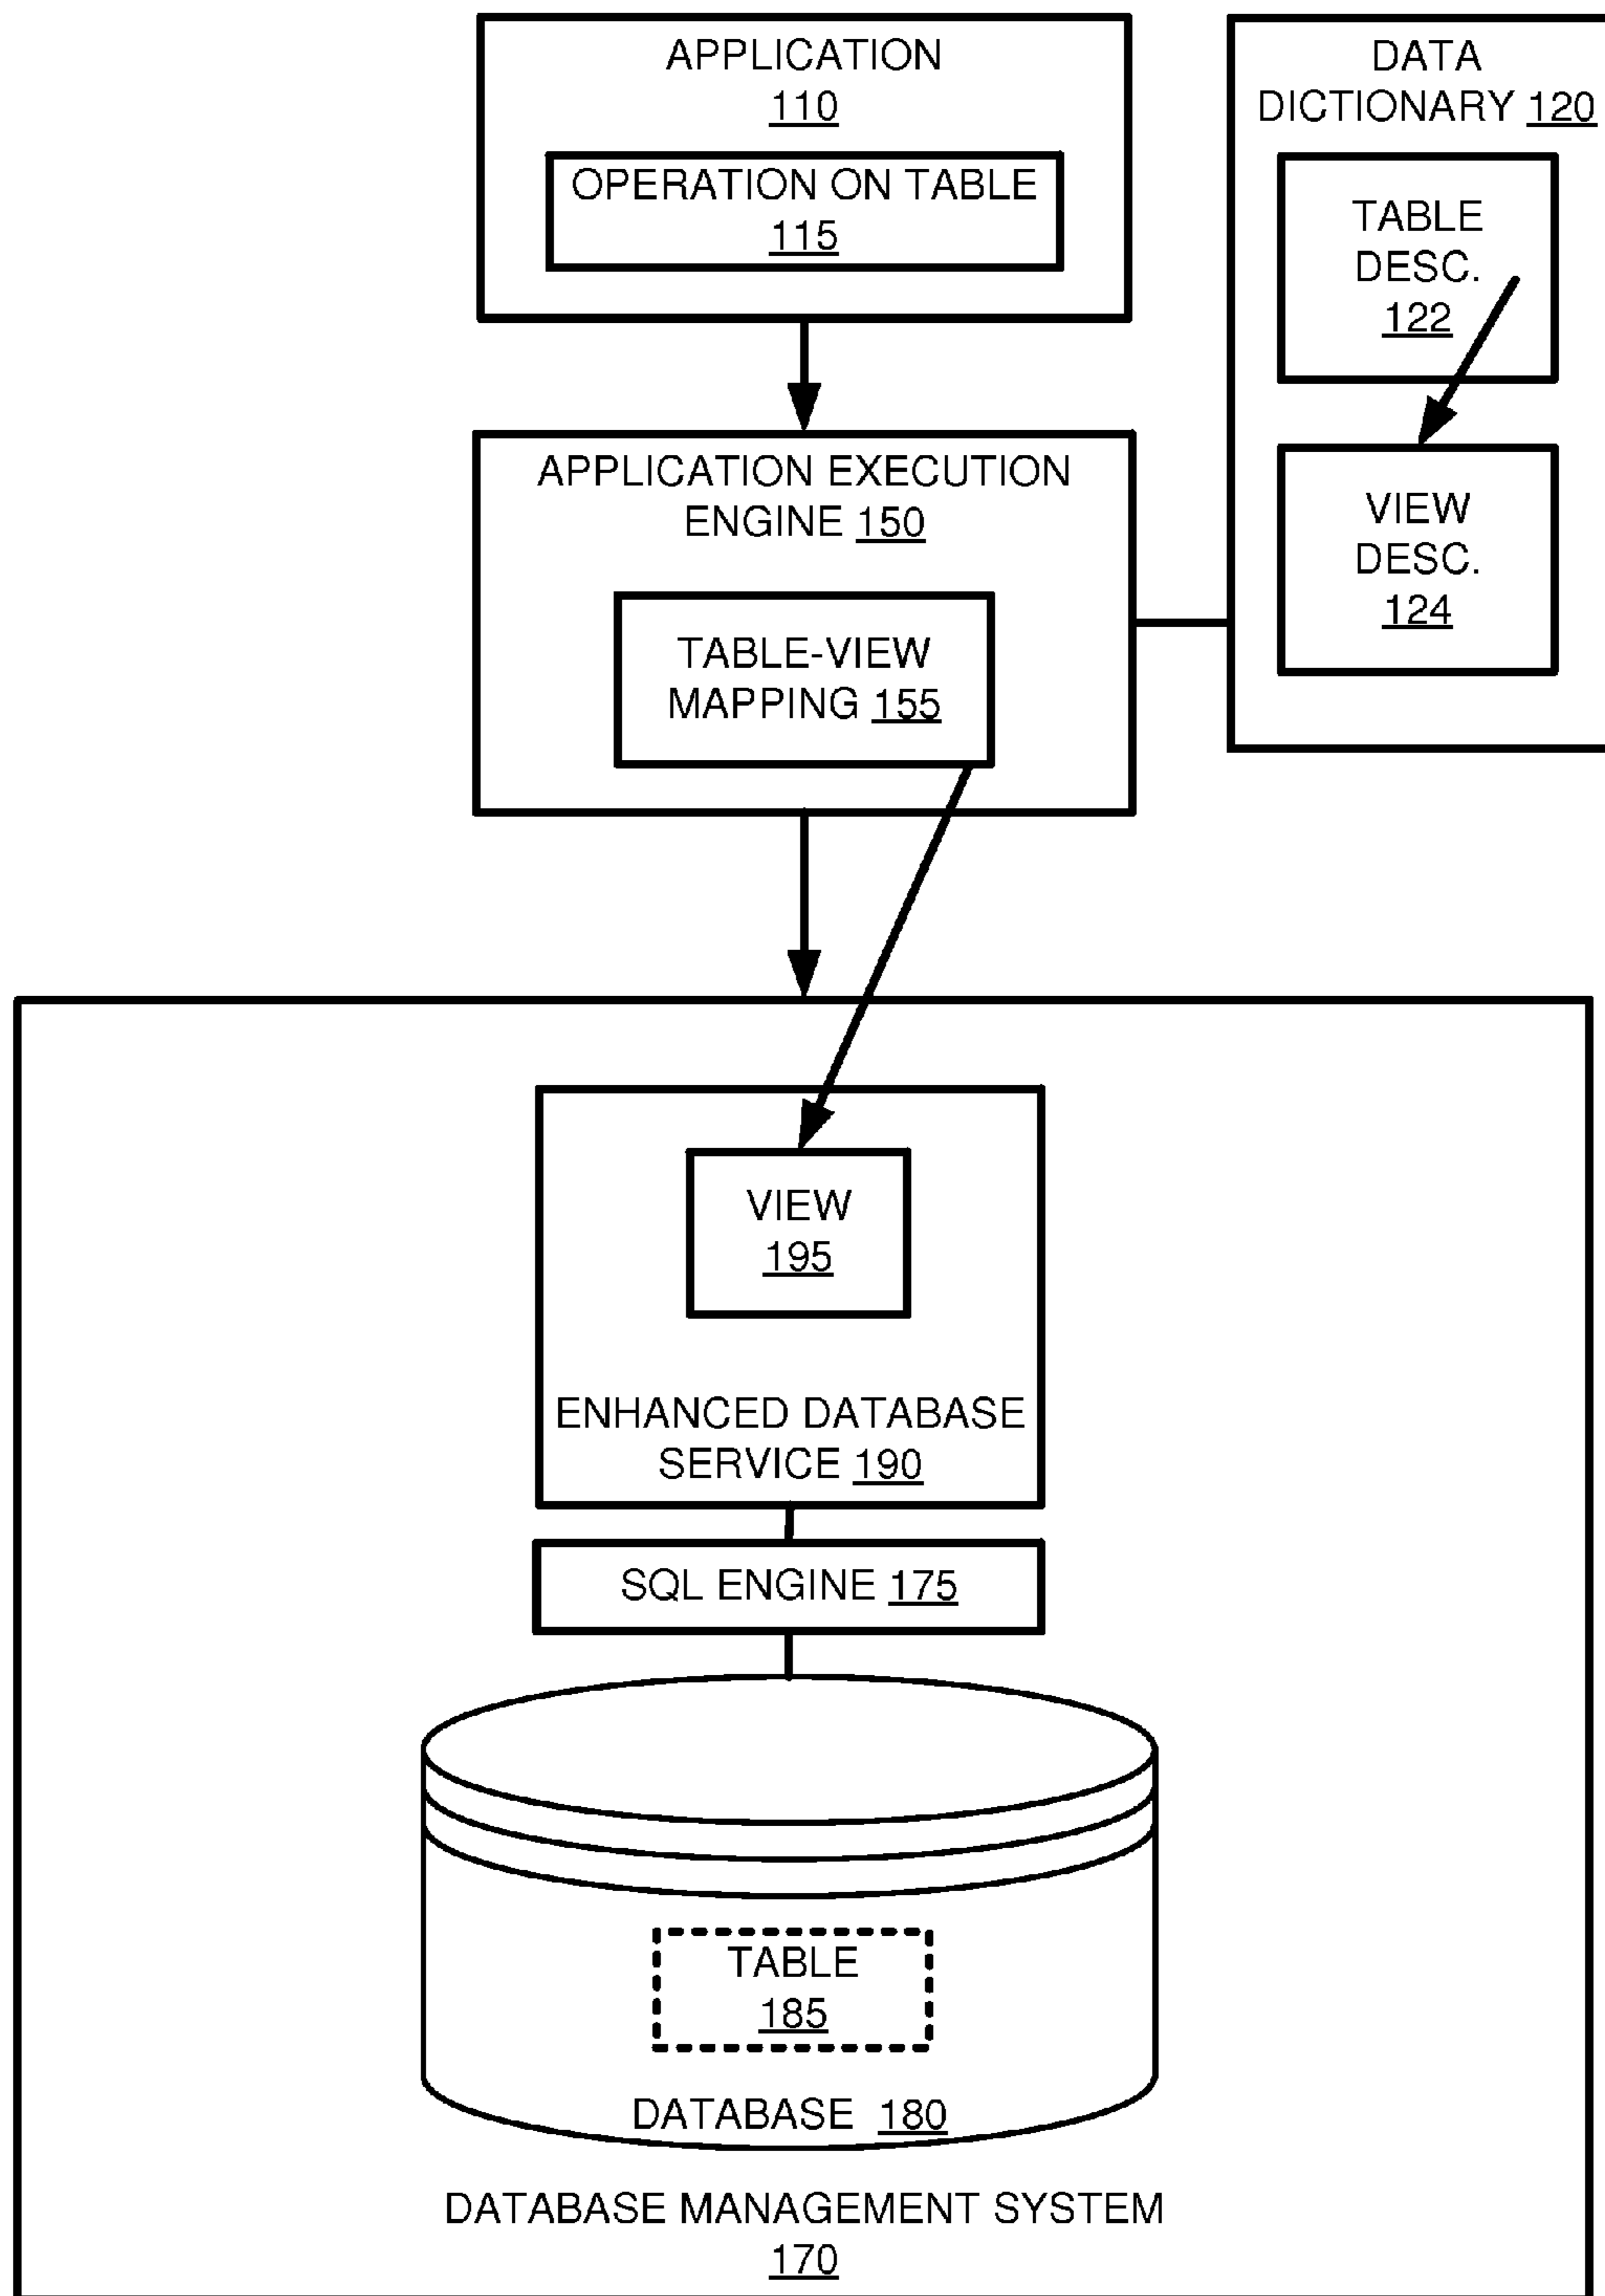 APPLICATION
110
OPERATION ON TABLE
115
DATA
DICTIONARY 120
TABLE
DESC.
122
VIEW
DESC.
124
APPLICATION EXECUTION
ENGINE 150
TABLE-VIEW
MAPPING 155
VIEW
195
ENHANCED DATABASE
SERVICE 190
SQL ENGINE 175
TABLE
185
DATABASE 180
DATABASE MANAGEMENT SYSTEM
170